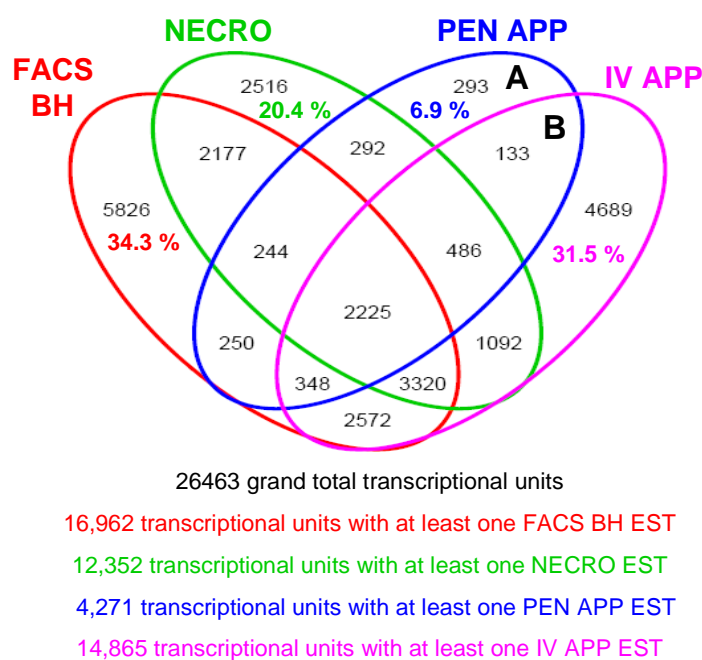 NECRO
PEN APP
FACS
BH
IV APP
2516
20.4 %
293
A
6.9 %
B
2177
292
133
5826
34.3 %
4689
31.5 %
244
486
2225
250
1092
348
3320
2572
26463 grand total transcriptional units
16,962 transcriptional units with at least one FACS BH EST
12,352 transcriptional units with at least one NECRO EST
4,271 transcriptional units with at least one PEN APP EST
14,865 transcriptional units with at least one IV APP EST